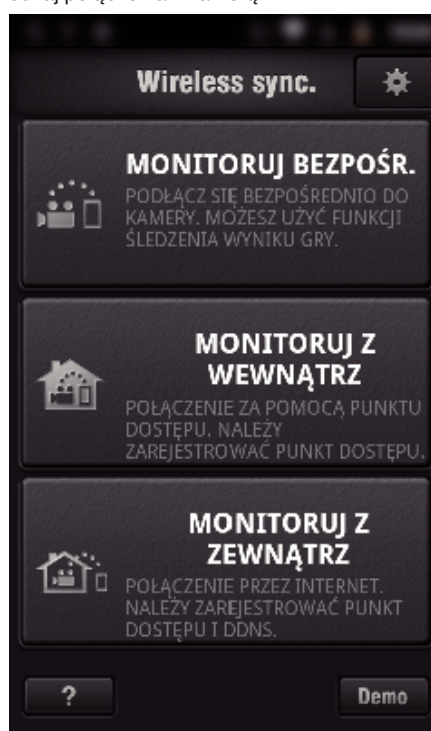 Wireless sync.
MONITORUJ BEZPOŚR.
PODŁĄCZ SIĘ BEZPOŚREDNIO DO
KAMERY. MOŻESZ UŻYĆ FUNKCJI
ŚLEDZENIA WYNIKU GRY.
MONITORUJ Z
WEWNĄTRZ
POŁĄCZENIE ZA POMOCĄ PUNKTU
DOSTĘPU. NALEŻY
ZAREJESTROWAĆ PUNKT DOSTĘPU.
MONITORUJ Z
ZEWNĄTRZ
POŁĄCZENIE PRZEZ INTERNET.
NALEŻY ZAREJESTROWAĆ PUNKT
DOSTĘPU I DDNS.
? Demo